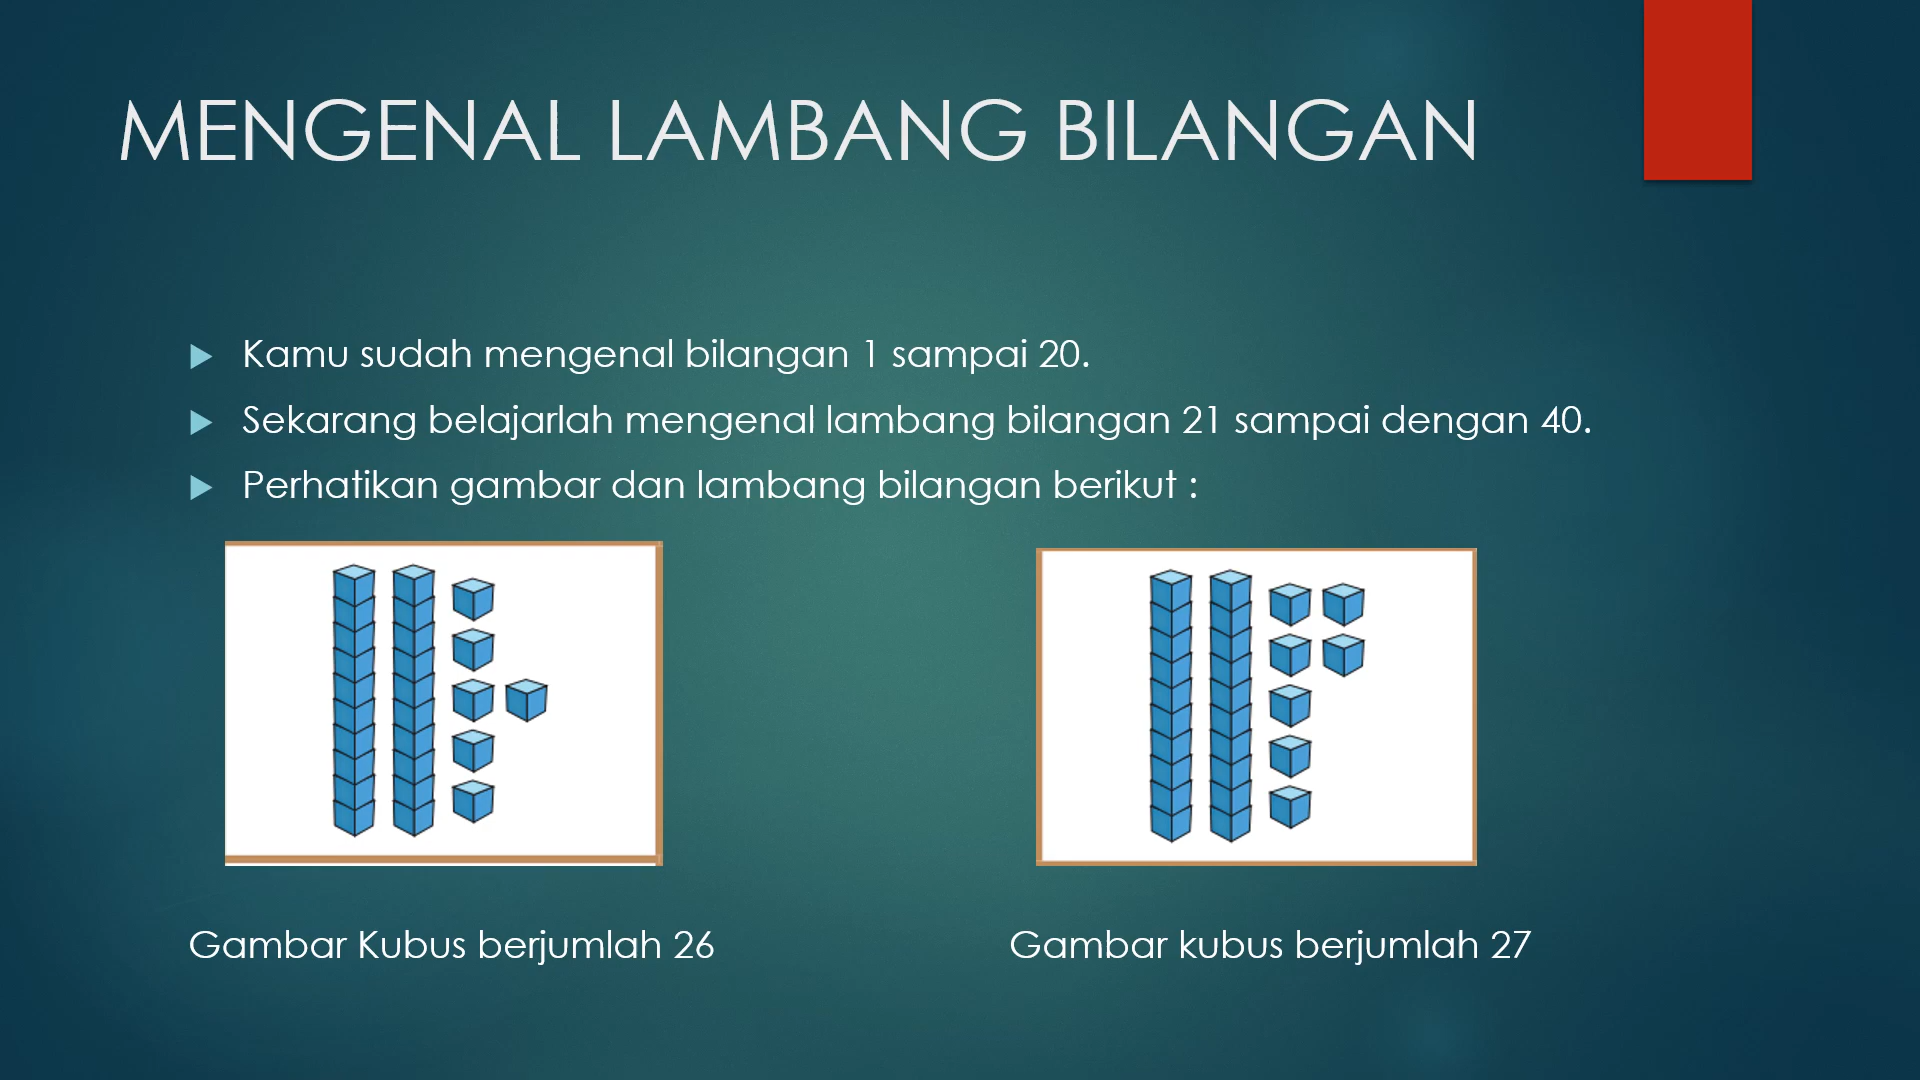 MENGENAL LAMBANG BILANGAN
Kamu sudah mengenal bilangan 1 sampai 20.
Sekarang belajarlah mengenal lambang bilangan 21 sampai dengan 40.
Perhatikan gambar dan lambang bilangan berikut :
Gambar Kubus berjumlah 26
Gambar kubus berjumlah 27